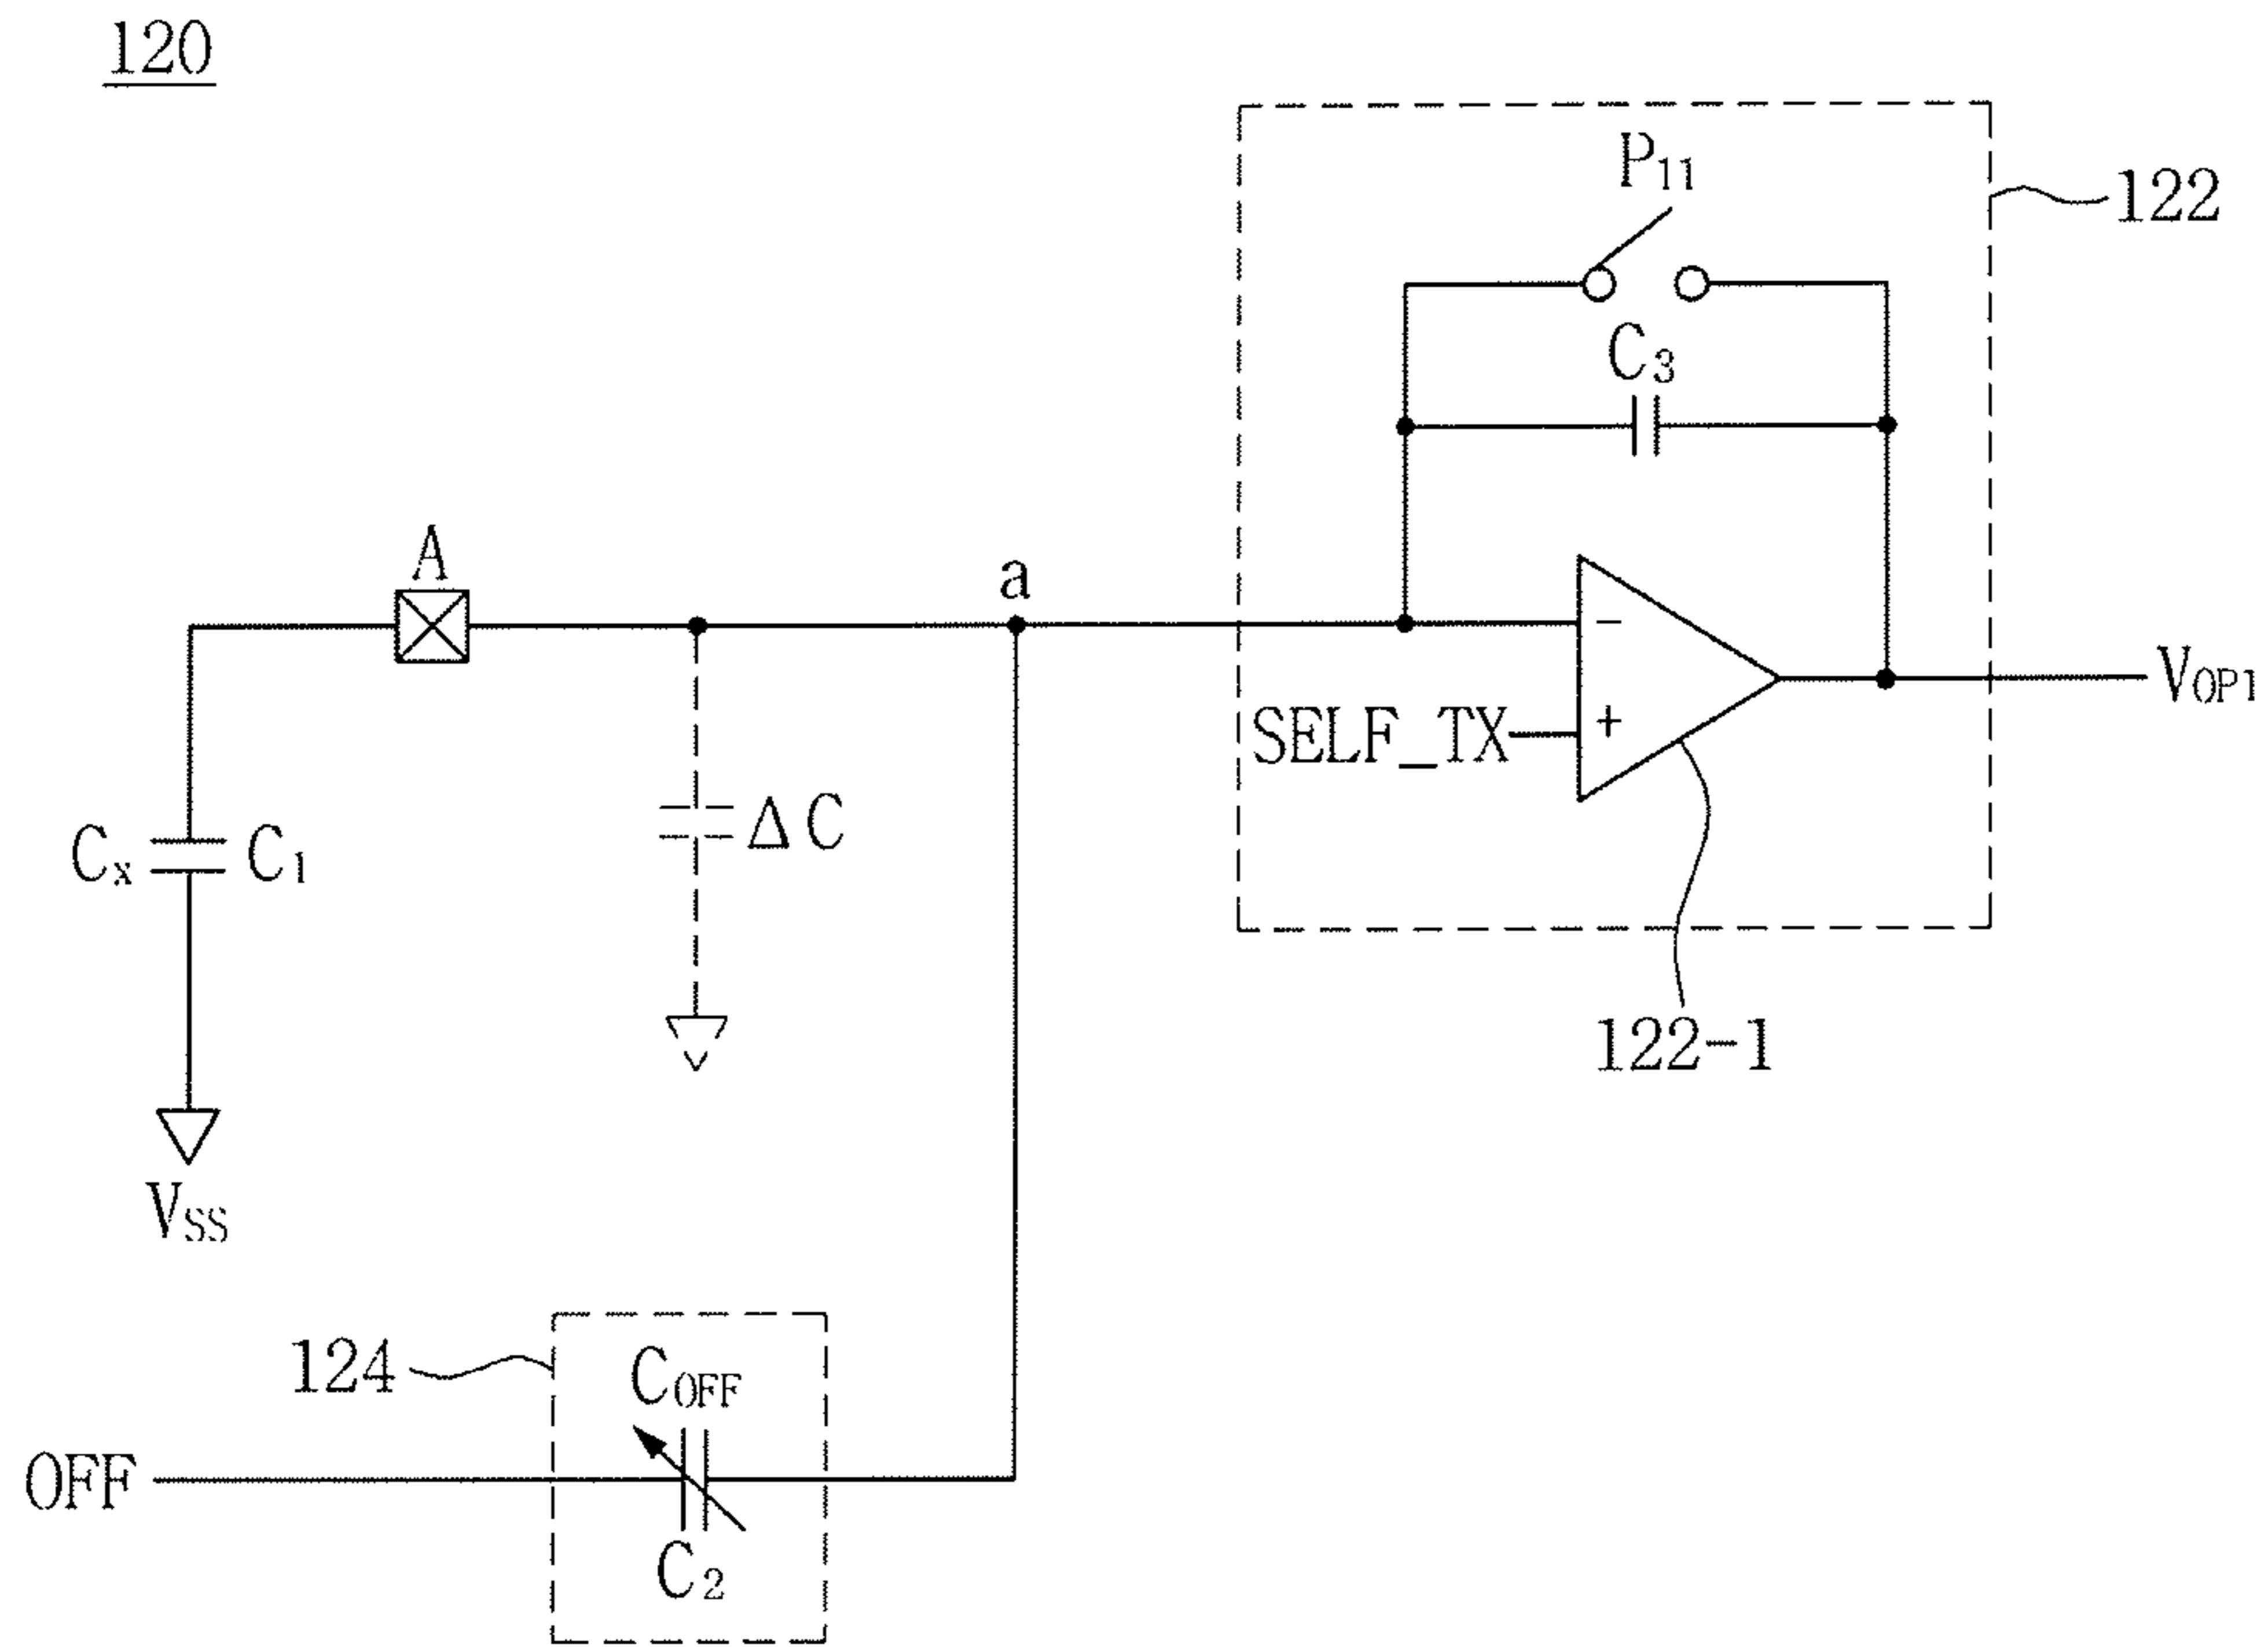 120
P11
122
C3
A
a
−
VOP1
SELF_TX
+
ΔC
Cx
C1
122-1
VSS
124
COFF
OFF
C2